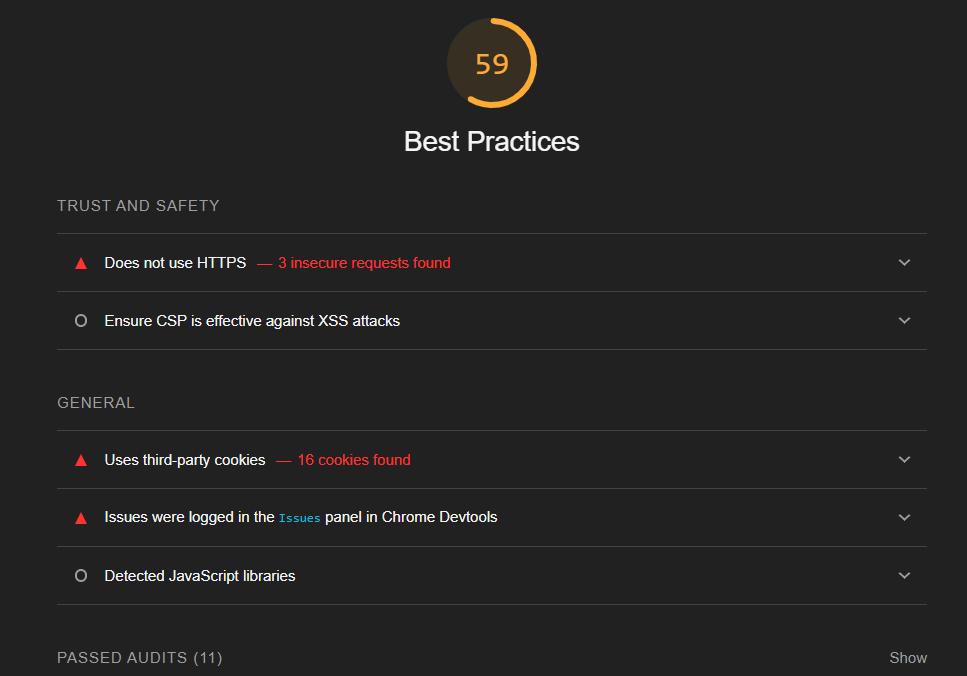 59
Best Practices
TRUST AND SAFETY
Does not use HTTPS — 3 insecure requests found
Ensure CSP is effective against XSS attacks
GENERAL
Uses third-party cookies — 16 cookies found
Issues were logged in the Issues panel in Chrome Devtools
Detected JavaScript libraries
PASSED AUDITS (11) Show